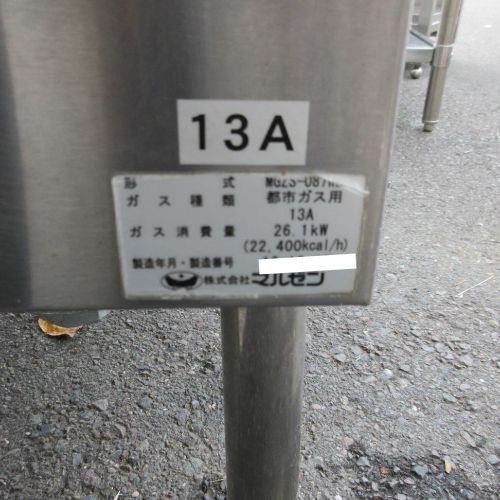 13A
形 式
ガス種類 都市ガス用
13A
ガス消費量 26.1kW
(22,400kcal/h)
製造年月・製造番号
株式会社マルゼン